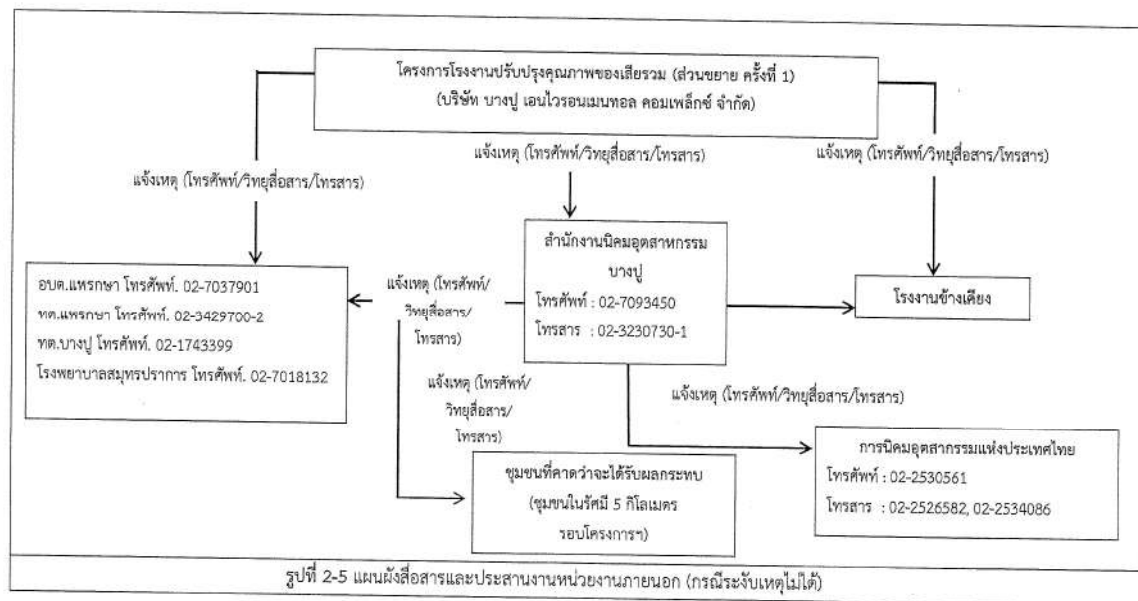 โครงการโรงงานปรับปรุงคุณภาพของเสียรวม (ส่วนขยาย ครั้งที่ 1)
(บริษัท บางปู เอนไวรอนเมนทอล คอมเพล็กซ์ จำกัด)
แจ้งเหตุ (โทรศัพท์/วิทยุสื่อสาร/โทรสาร)
แจ้งเหตุ (โทรศัพท์/วิทยุสื่อสาร/โทรสาร)
แจ้งเหตุ (โทรศัพท์/วิทยุสื่อสาร/โทรสาร)
อบต.แพรกษา โทรศัพท์. 02-7037901
ทต.แพรกษา โทรศัพท์. 02-3429700-2
ทต.บางปู โทรศัพท์. 02-1743399
โรงพยาบาลสมุทรปราการ โทรศัพท์. 02-7018132
แจ้งเหตุ (โทรศัพท์/
วิทยุสื่อสาร/
โทรสาร)
สำนักงานนิคมอุตสาหกรรม
บางปู
โทรศัพท์ : 02-7093450
โทรสาร : 02-3230730-1
โรงงานข้างเคียง
แจ้งเหตุ (โทรศัพท์/
วิทยุสื่อสาร/
โทรสาร)
แจ้งเหตุ (โทรศัพท์/วิทยุสื่อสาร/โทรสาร)
ชุมชนที่คาดว่าจะได้รับผลกระทบ
(ชุมชนในรัศมี 5 กิโลเมตร
รอบโครงการฯ)
การนิคมอุตสากรรมแห่งประเทศไทย
โทรศัพท์ : 02-2530561
โทรสาร : 02-2526582, 02-2534086
รูปที่ 2-5 แผนผังสื่อสารและประสานงานหน่วยงานภายนอก (กรณีระงับเหตุไม่ได้)